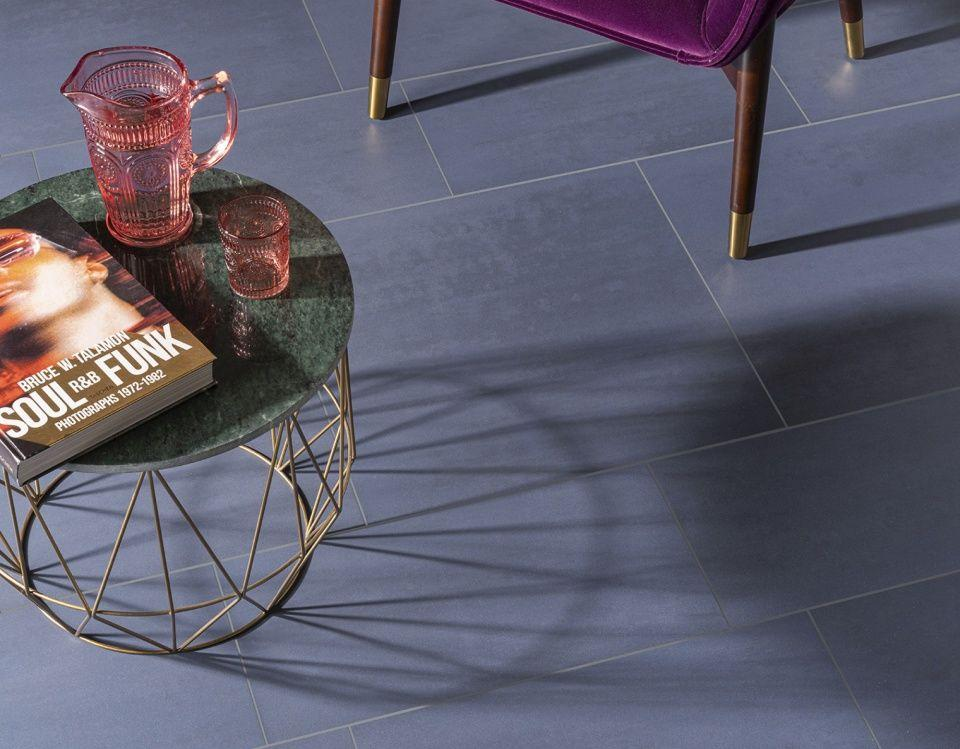 BRUCE W. TALAMON
SOUL R&B FUNK
PHOTOGRAPHS 1972-1982